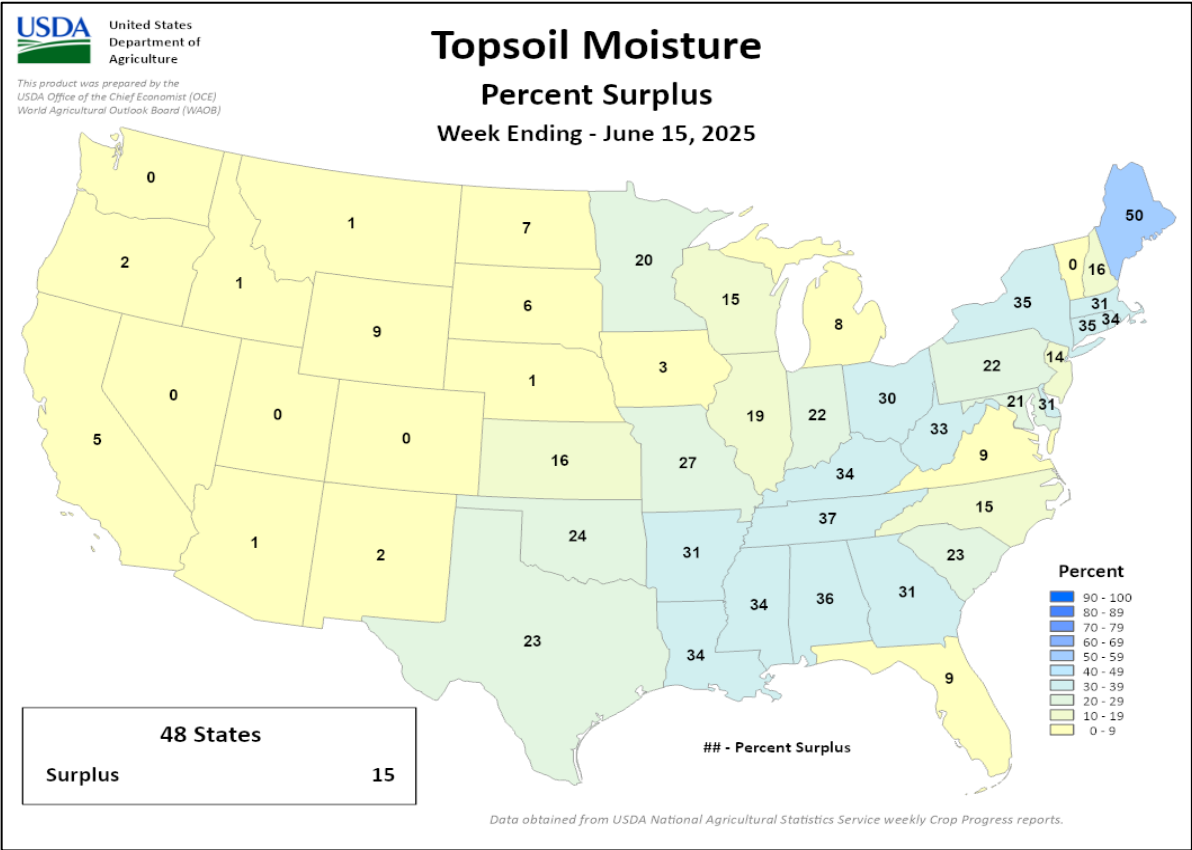 USDA
United States
Department of
Agriculture
This product was prepared by the
USDA Office of the Chief Economist (OCE)
World Agricultural Outlook Board (WAOB)
Topsoil Moisture
Percent Surplus
Week Ending - June 15, 2025
0
1
7
20
50
2
1
9
6
15
8
35
0
16
31
35
34
5
0
0
0
1
3
19
22
30
22
14
21
31
33
9
16
27
34
15
1
2
24
31
37
23
23
34
34
36
31
9
Percent
90 - 100
80 - 89
70 - 79
60 - 69
50 - 59
40 - 49
30 - 39
20 - 29
10 - 19
0 - 9
48 States
Surplus 15
## - Percent Surplus
Data obtained from USDA National Agricultural Statistics Service weekly Crop Progress reports.